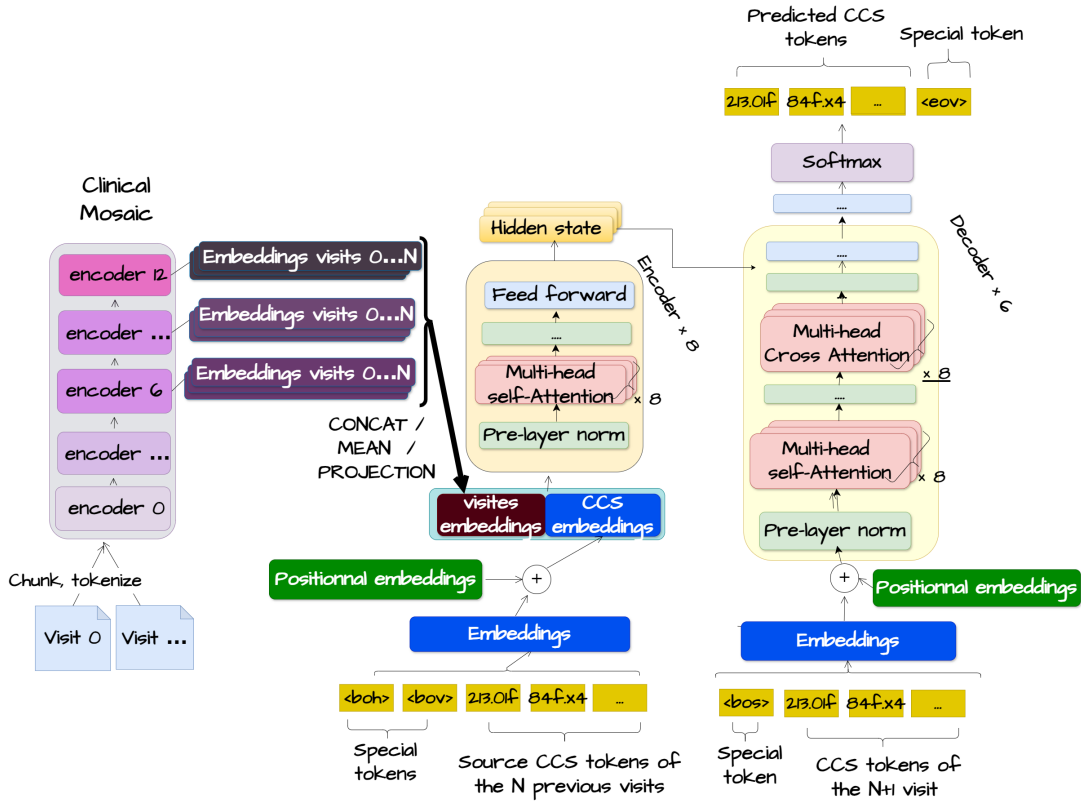 Predicted CCS
tokens
Special token
213.01f
84f.x4
...
<eov>
Softmax
....
Decoder x 6
....
Multi-head
Cross Attention
x 8
....
Multi-head
self-Attention
x 8
Pre-layer norm
+
Positionnal embeddings
Embeddings
<bos>
213.01f
84f.x4
...
Special
token
CCS tokens of
the N+1 visit
Clinical
Mosaic
encoder 12
encoder ...
encoder 6
encoder ...
encoder 0
Chunk, tokenize
Visit 0
Visit ...
Embeddings visits 0...N
Embeddings visits 0...N
Embeddings visits 0...N
CONCAT /
MEAN /
PROJECTION
Hidden state
Encoder x 8
Feed forward
....
Multi-head
self-Attention
x 8
Pre-layer norm
visites
embeddings
CCS
embeddings
Positionnal embeddings
+
Embeddings
<boh>
<bov>
213.01f
84f.x4
...
Special
tokens
Source CCS tokens of
the N previous visits